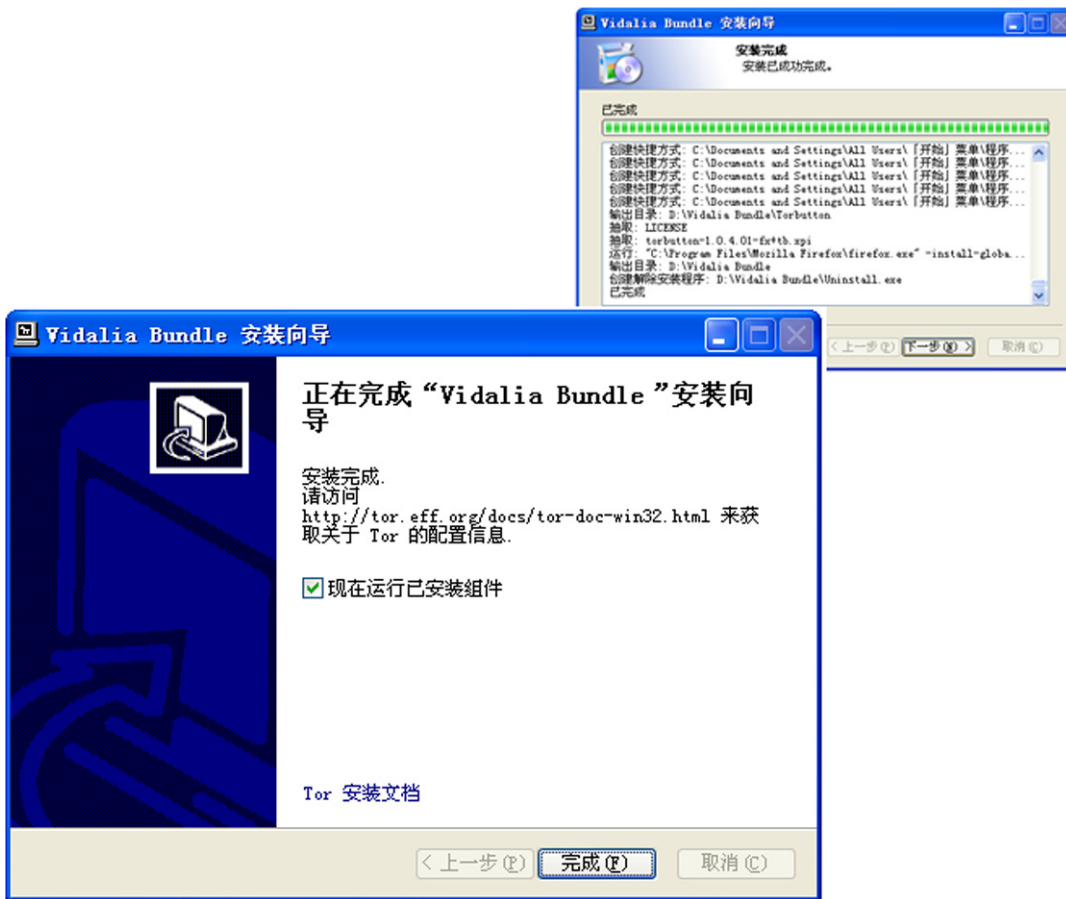 Vidalia Bundle 安装向导
安装完成
安装已成功完成。
已完成
创建快捷方式: C:\Documents and Settings\All Users\「开始」菜单\程序...
创建快捷方式: C:\Documents and Settings\All Users\「开始」菜单\程序...
创建快捷方式: C:\Documents and Settings\All Users\「开始」菜单\程序...
创建快捷方式: C:\Documents and Settings\All Users\「开始」菜单\程序...
创建快捷方式: C:\Documents and Settings\All Users\「开始」菜单\程序...
输出目录: D:\Vidalia Bundle\Torbutton
抽取: LICENSE
抽取: torbutton-1.0.4.01-fx+tb.xpi
运行: "C:\Program Files\Mozilla Firefox\firefox.exe" -install-globa...
输出目录: D:\Vidalia Bundle
创建解除安装程序: D:\Vidalia Bundle\Uninstall.exe
已完成
< 上一步(P) 下一步(N) > 取消(C)
Vidalia Bundle 安装向导
正在完成“Vidalia Bundle”安装向
导
安装完成.
请访问
http://tor.eff.org/docs/tor-doc-win32.html 来获
取关于 Tor 的配置信息.
现在运行已安装组件
Tor 安装文档
< 上一步(P) 完成(F) 取消(C)